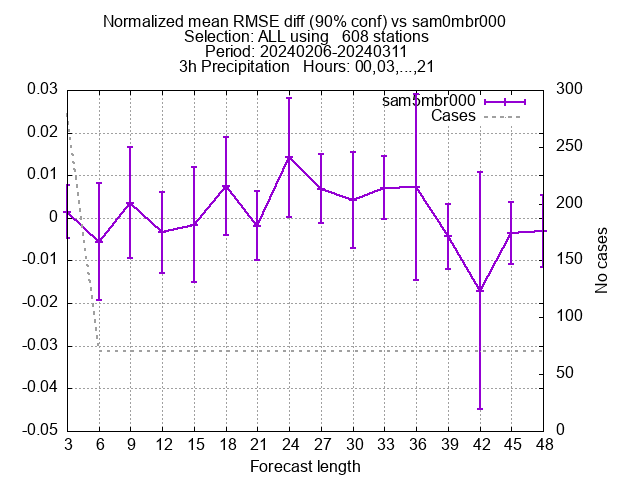 Normalized mean RMSE diff (90% conf) vs sam0mbr000
Selection: ALL using   608 stations
Period: 20240206-20240311
3h Precipitation   Hours: 00,03,...,21
sam5mbr000
Cases
0.03
0.02
0.01
0
-0.01
-0.02
-0.03
-0.04
-0.05
300
250
200
150
100
50
0
No cases
3 6 9 12 15 18 21 24 27 30 33 36 39 42 45 48
Forecast length